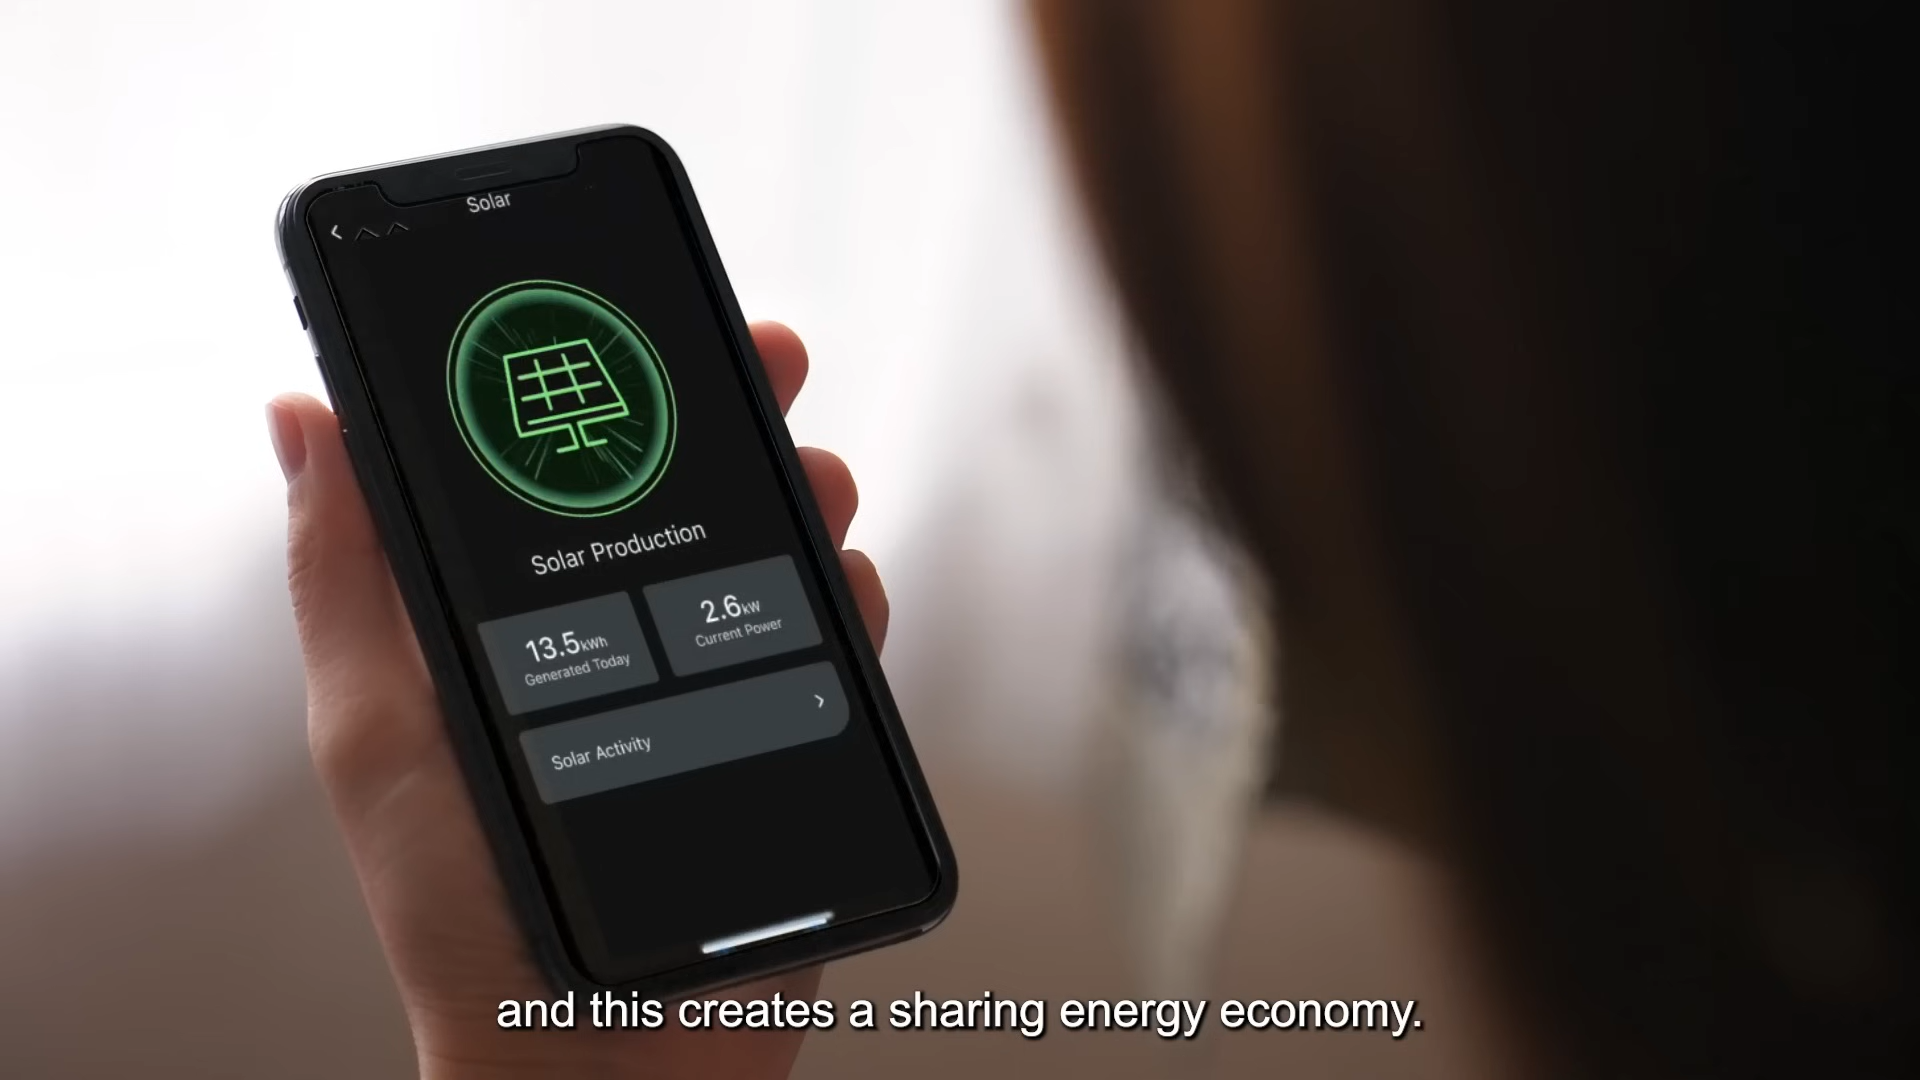 Solar
Solar Production
13.5kWh
Generated Today
2.6kW
Current Power
Solar Activity
and this creates a sharing energy economy.